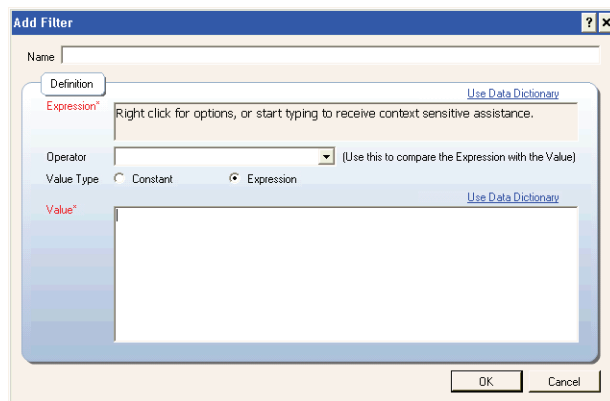 Add Filter
Name
Definition
Use Data Dictionary
Expression*
Right click for options, or start typing to receive context sensitive assistance.
Operator (Use this to compare the Expression with the Value)
Value Type Constant Expression
Use Data Dictionary
Value*
OK Cancel